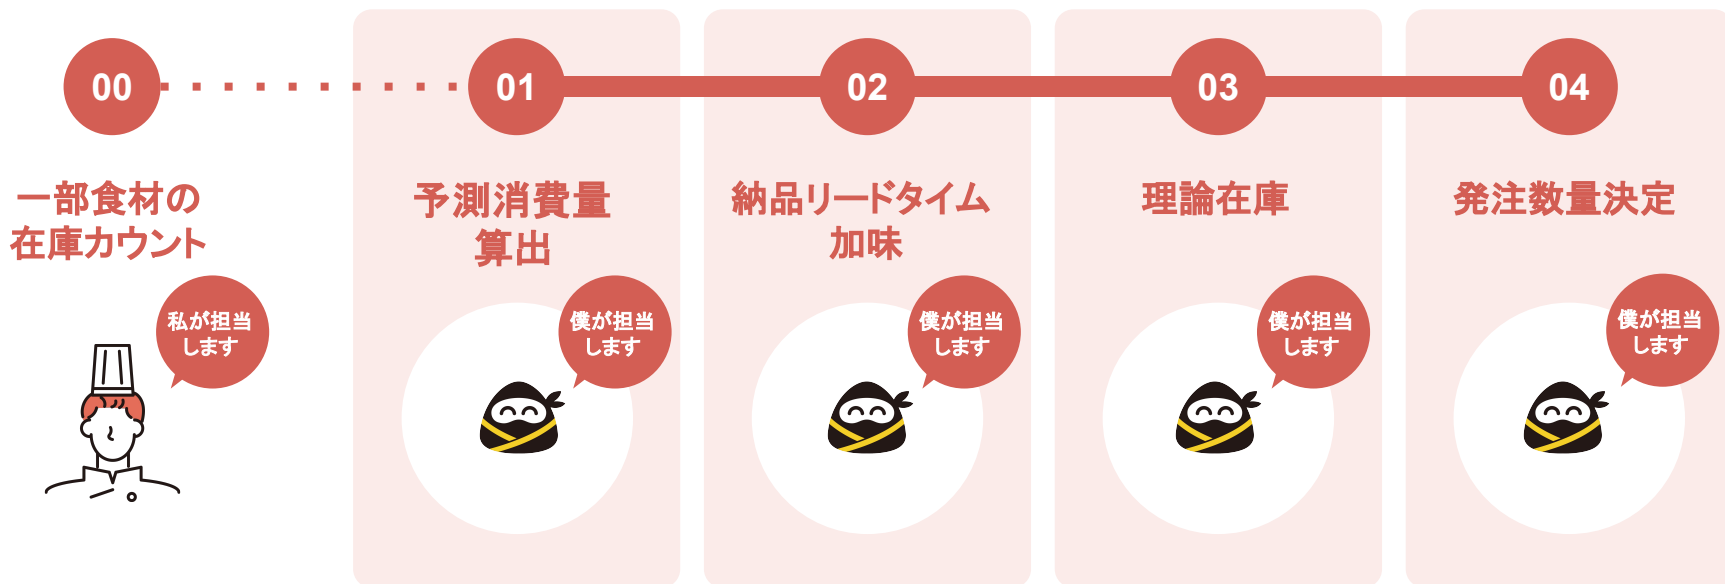 00
01
02
03
04
一部食材の
在庫カウント
予測消費量
算出
納品リードタイム
加味
理論在庫
発注数量決定
私が担当
します
僕が担当
します
僕が担当
します
僕が担当
します
僕が担当
します